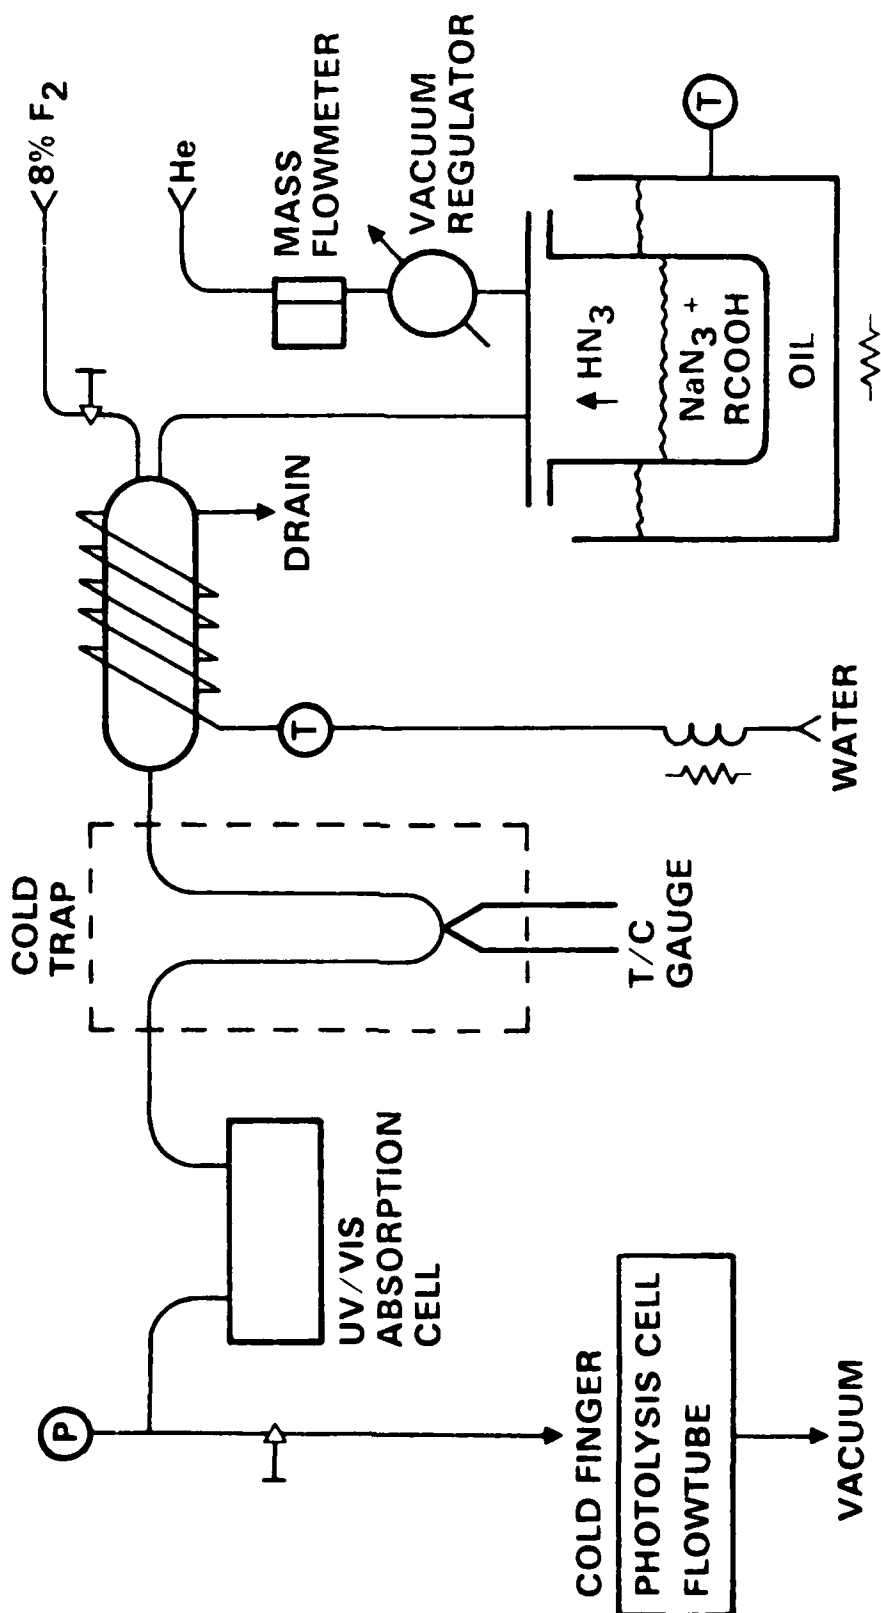 COLD
TRAP
8% F2
He
MASS
FLOWMETER
VACUUM
REGULATOR
T
HN3
NaN3 +
RCOOH
OIL
DRAIN
T
WATER
T/C
GAUGE
UV/VIS
ABSORPTION
CELL
P
COLD FINGER
PHOTOLYSIS CELL
FLOWTUBE
VACUUM